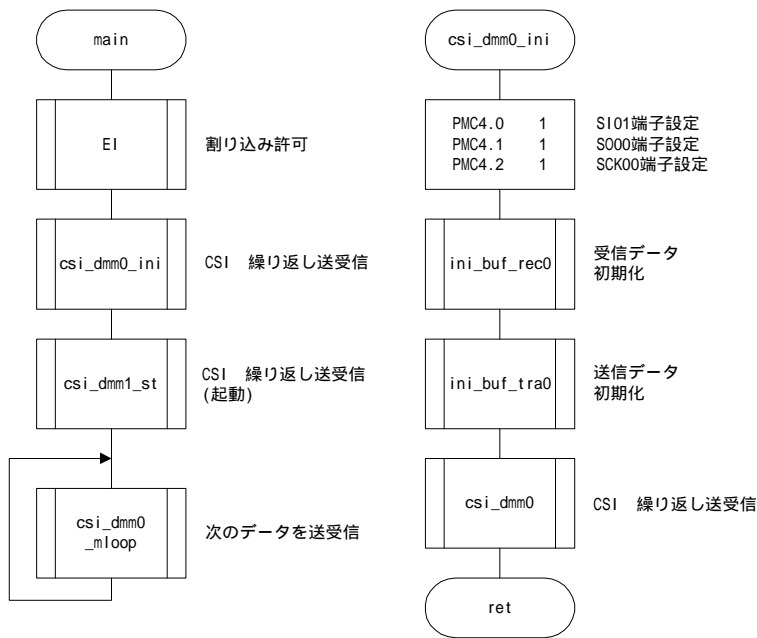 main
EI
割り込み許可
csi_dmm0_ini
CSI 繰り返し送受信
csi_dmm1_st
CSI 繰り返し送受信
(起動)
csi_dmm0
_mloop
次のデータを送受信
csi_dmm0_ini
PMC4.0 1 SI01端子設定
PMC4.1 1 SO00端子設定
PMC4.2 1 SCK00端子設定
ini_buf_rec0
受信データ
初期化
ini_buf_tra0
送信データ
初期化
csi_dmm0
CSI 繰り返し送受信
ret